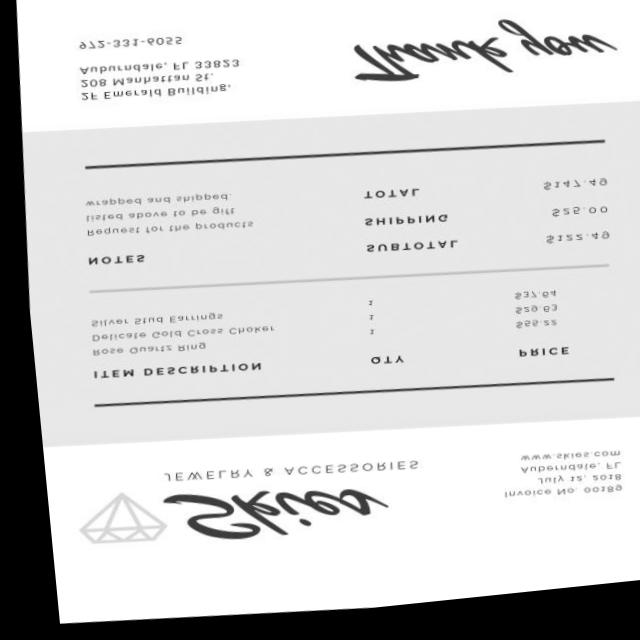 Skies
JEWELRY & ACCESSORIES
Invoice No. 00189
July 12, 2018
Auberndale, FL
www.skies.com
ITEM DESCRIPTION QTY PRICE
Rose Quartz Ring 1 $55.22
Delicate Gold Cross Choker 1 $29.63
Silver Stud Earrings 1 $37.64
NOTES
Request for the products
listed above to be gift
wrapped and shipped.
SUBTOTAL $122.49
SHIPPING $25.00
TOTAL $147.49
2F Emerald Building,
208 Manhattan St.
Auburndale, FL 33823
972-331-6055
Thank you